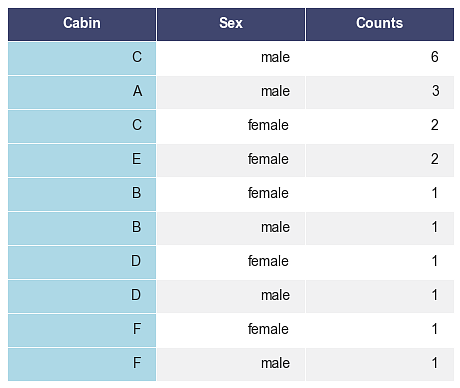 Cabin Sex Counts
C male 6
A male 3
C female 2
E female 2
B female 1
B male 1
D female 1
D male 1
F female 1
F male 1